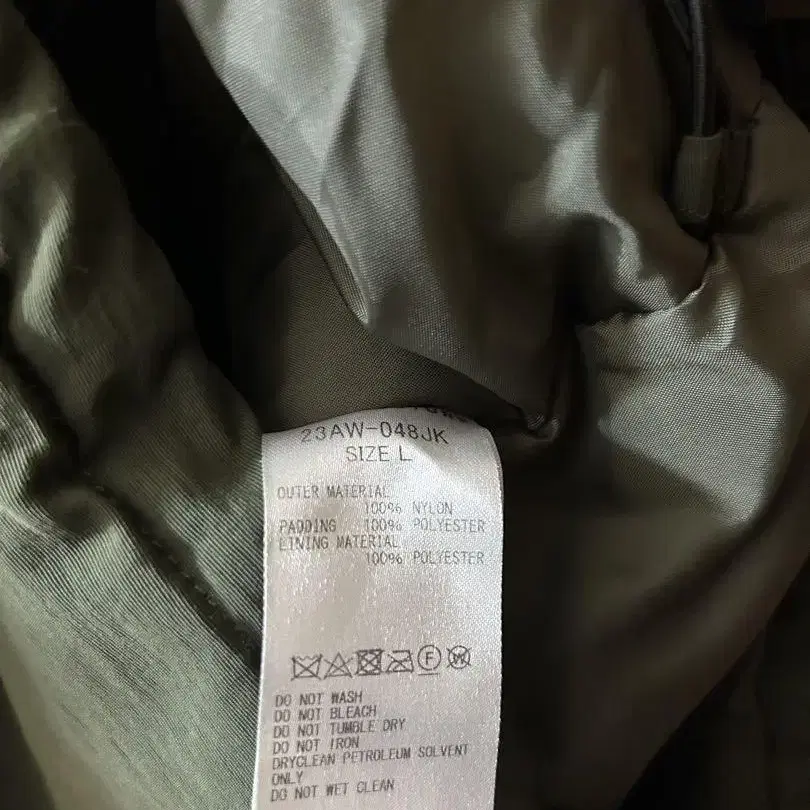 23AW-048JK
SIZE L
OUTER MATERIAL
100% NYLON
PADDING 100% POLYESTER
LINING MATERIAL
100% POLYESTER
F W
DO NOT WASH
DO NOT BLEACH
DO NOT TUMBLE DRY
DO NOT IRON
DRYCLEAN PETROLEUM SOLVENT
ONLY
DO NOT WET CLEAN